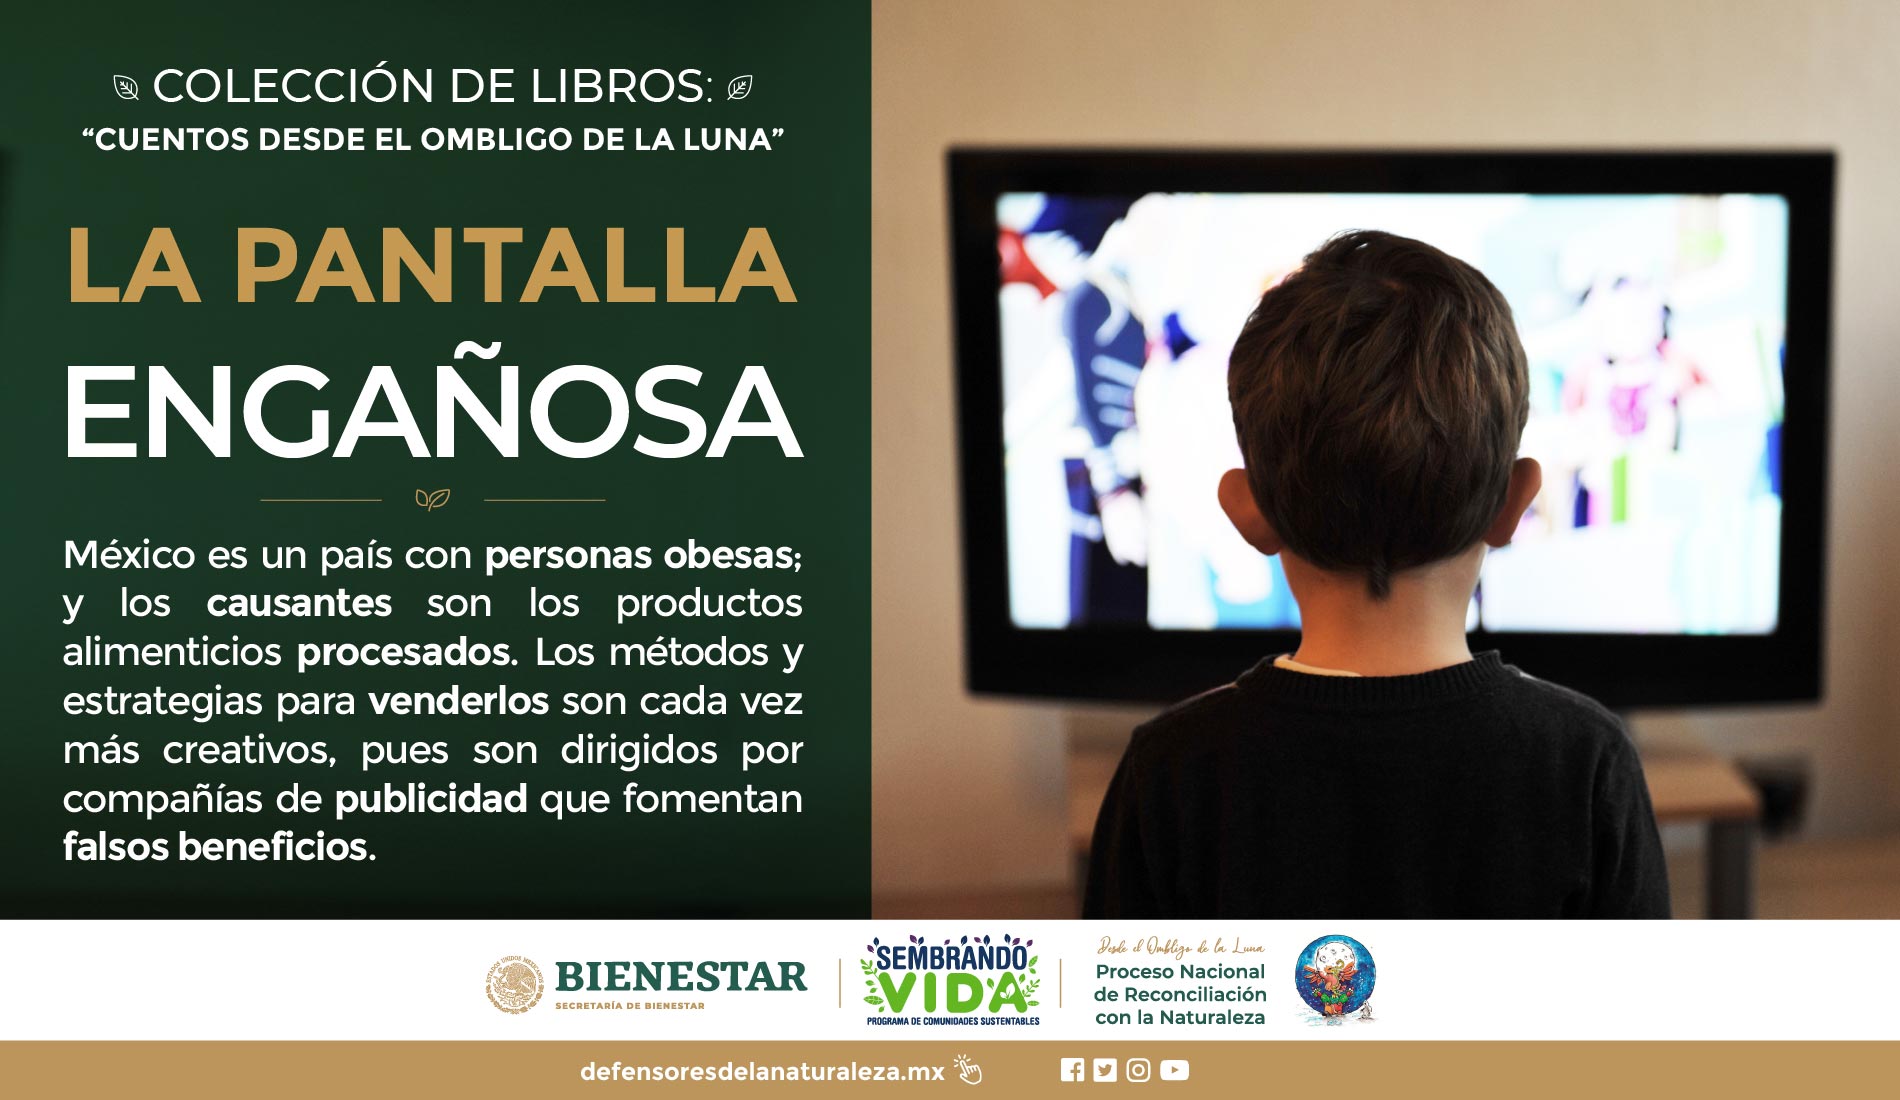 COLECCIÓN DE LIBROS:
“CUENTOS DESDE EL OMBLIGO DE LA LUNA”
LA PANTALLA
ENGAÑOSA
México es un país con personas obesas;
y los causantes son los productos
alimenticios procesados. Los métodos y
estrategias para venderlos son cada vez
más creativos, pues son dirigidos por
compañías de publicidad que fomentan
falsos beneficios.
ESTADOS UNIDOS MEXICANOS
BIENESTAR
SECRETARÍA DE BIENESTAR
SEMBRANDO
VIDA
PROGRAMA DE COMUNIDADES SUSTENTABLES
Desde el Ombligo de la Luna
Proceso Nacional
de Reconciliación
con la Naturaleza
defensoresdelanaturaleza.mx